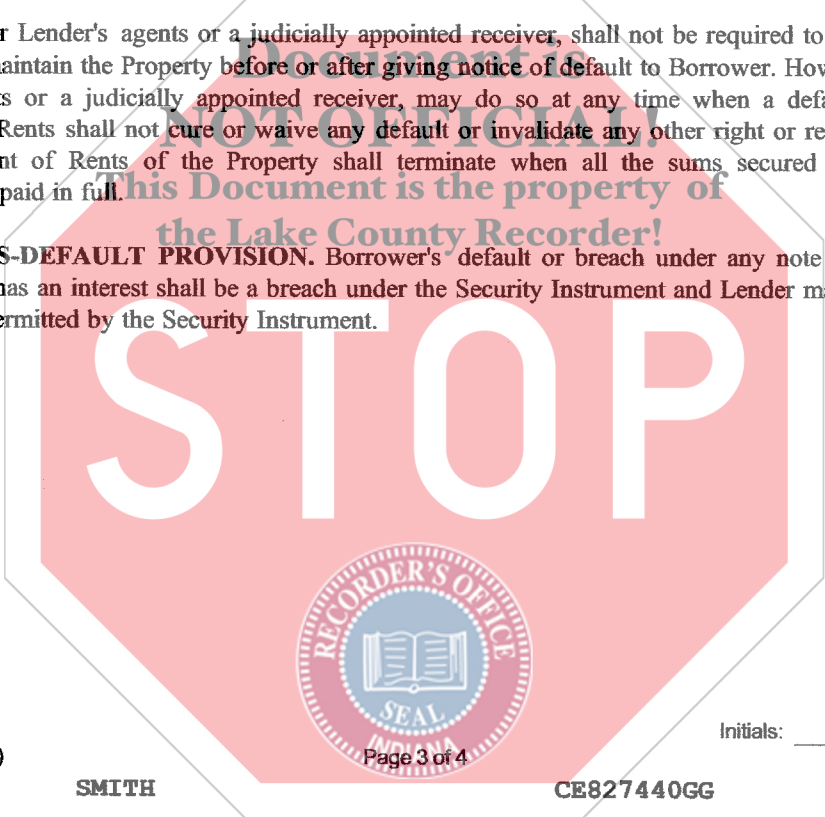 r Lender's agents or a judicially appointed receiver, shall not be required to
aintain the Property before or after giving notice of default to Borrower. How
s or a judicially appointed receiver, may do so at any time when a defa
Rents shall not cure or waive any default or invalidate any other right or re
nt of Rents of the Property shall terminate when all the sums secured
paid in full.
Document is
NOT OFFICIAL!
This Document is the property of
the Lake County Recorder!
S-DEFAULT PROVISION. Borrower's default or breach under any note
has an interest shall be a breach under the Security Instrument and Lender ma
ermitted by the Security Instrument.
STOP
RECORDER'S OFFICE
SEAL
INDIANA
Initials:
)
Page 3 of 4
SMITH
CE827440GG